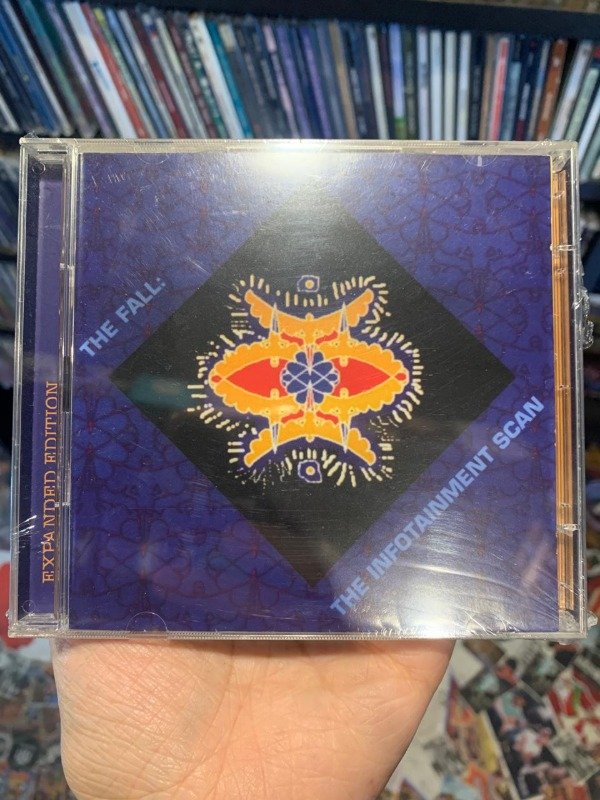 THE FALL:
THE INFOTAINMENT SCAN
EXPANDED EDITION